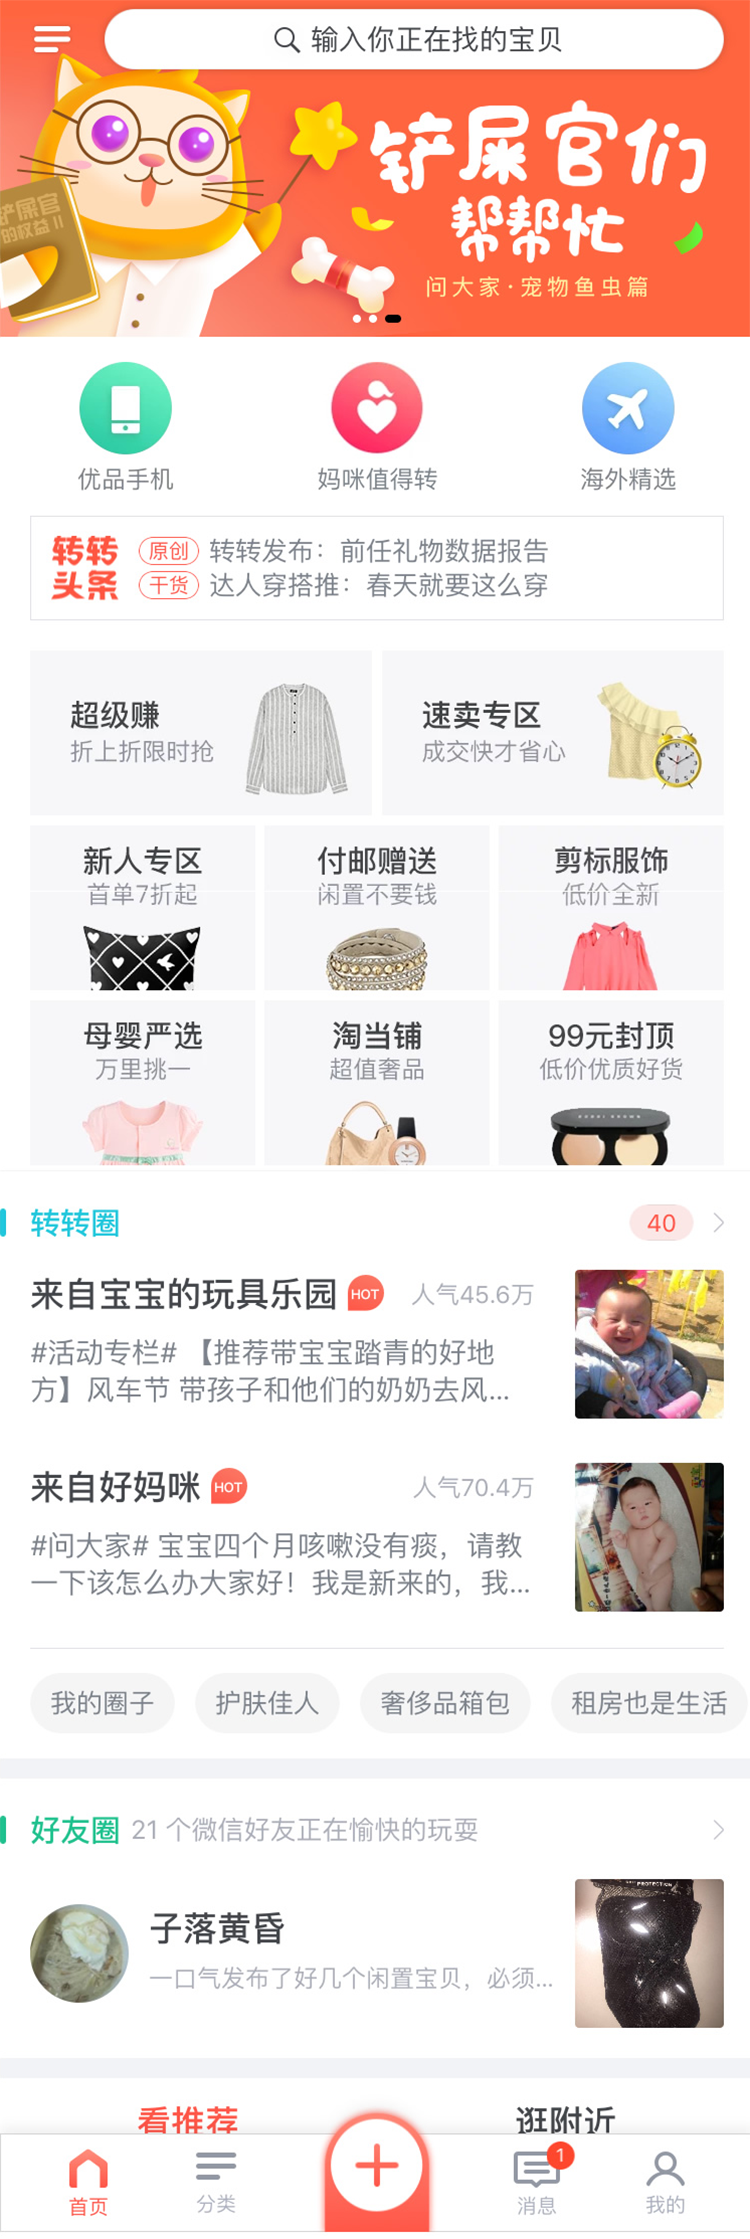 输入你正在找的宝贝
铲屎官们
帮帮忙
铲屎官
的权益II
问大家·宠物鱼虫篇
优品手机
妈咪值得转
海外精选
转转
头条
原创 转转发布：前任礼物数据报告
干货 达人穿搭推：春天就要这么穿
超级赚
折上折限时抢
速卖专区
成交快才省心
新人专区
首单7折起
付邮赠送
闲置不要钱
剪标服饰
低价全新
母婴严选
万里挑一
淘当铺
超值奢品
99元封顶
低价优质好货
BOBBI BROWN
转转圈
40
来自宝宝的玩具乐园 HOT 人气45.6万
#活动专栏# 【推荐带宝宝踏青的好地
方】风车节 带孩子和他们的奶奶去风...
来自好妈咪 HOT 人气70.4万
#问大家# 宝宝四个月咳嗽没有痰，请教
一下该怎么办大家好！我是新来的，我...
我的圈子
护肤佳人
奢侈品箱包
租房也是生活
好友圈 21 个微信好友正在愉快的玩耍
PROTECTION
子落黄昏
一口气发布了好几个闲置宝贝，必须...
看推荐
逛附近
首页
分类
1
消息
我的